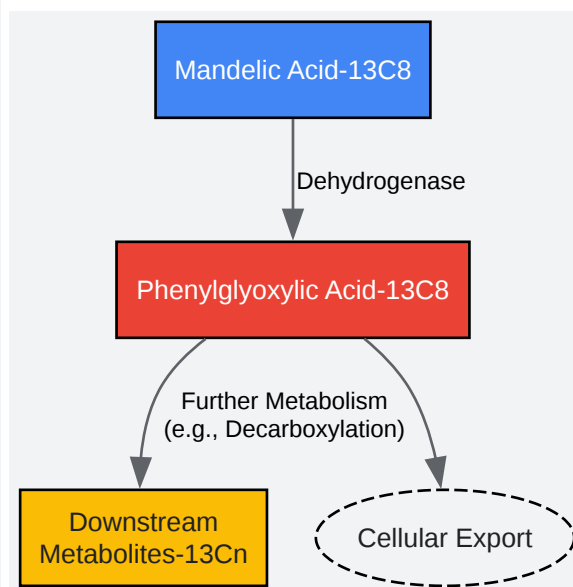 Mandelic Acid-13C8
Dehydrogenase
Phenylglyoxylic Acid-13C8
Further Metabolism
(e.g., Decarboxylation)
Downstream
Metabolites-13Cn
Cellular Export